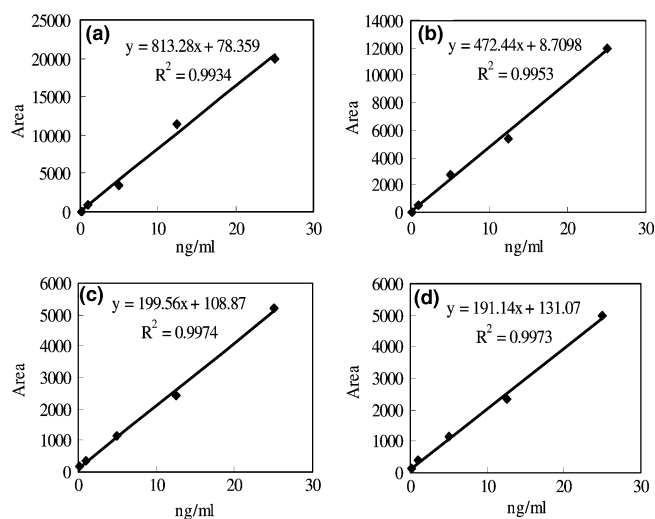 (a)
y = 813.28x + 78.359
R² = 0.9934
25000
20000
15000
10000
5000
0
Area
0 10 20 30
ng/ml
(b)
y = 472.44x + 8.7098
R² = 0.9953
14000
12000
10000
8000
6000
4000
2000
0
Area
0 10 20 30
ng/ml
(c)
y = 199.56x + 108.87
R² = 0.9974
6000
5000
4000
3000
2000
1000
0
Area
0 10 20 30
ng/ml
(d)
y = 191.14x + 131.07
R² = 0.9973
6000
5000
4000
3000
2000
1000
0
Area
0 10 20 30
ng/ml